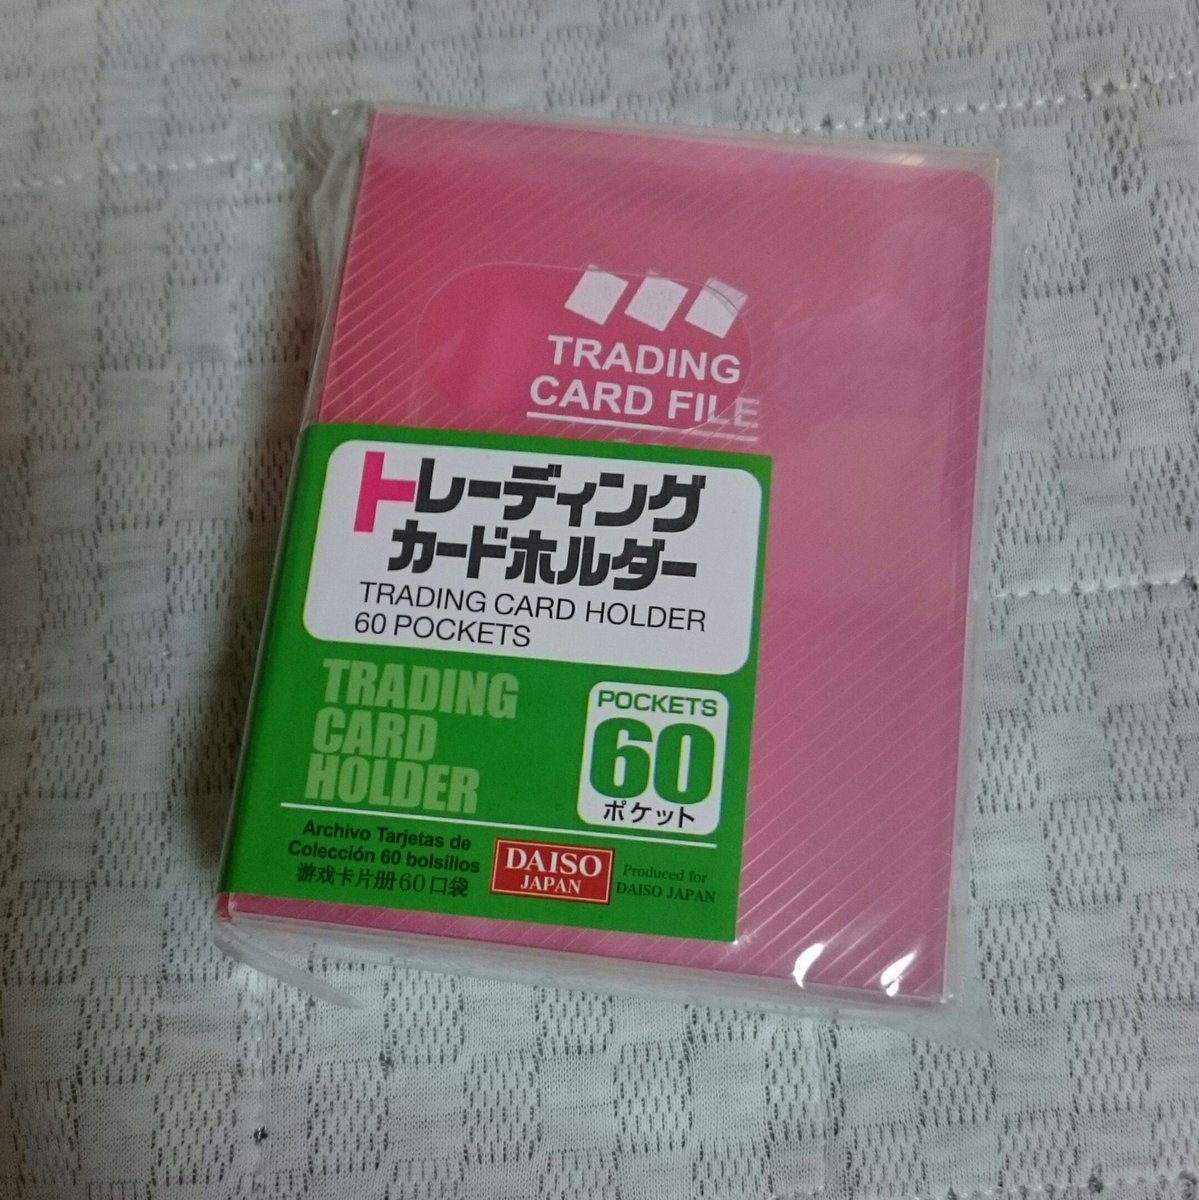 TRADING
CARD FILE
トレーディング
カードホルダー
TRADING CARD HOLDER
60 POCKETS
TRADING
CARD
HOLDER
POCKETS
60
ポケット
Archivo Tarjetas de
Colección 60 bolsillos
游戏卡片册60口袋
DAISO
JAPAN
Produced for
DAISO JAPAN